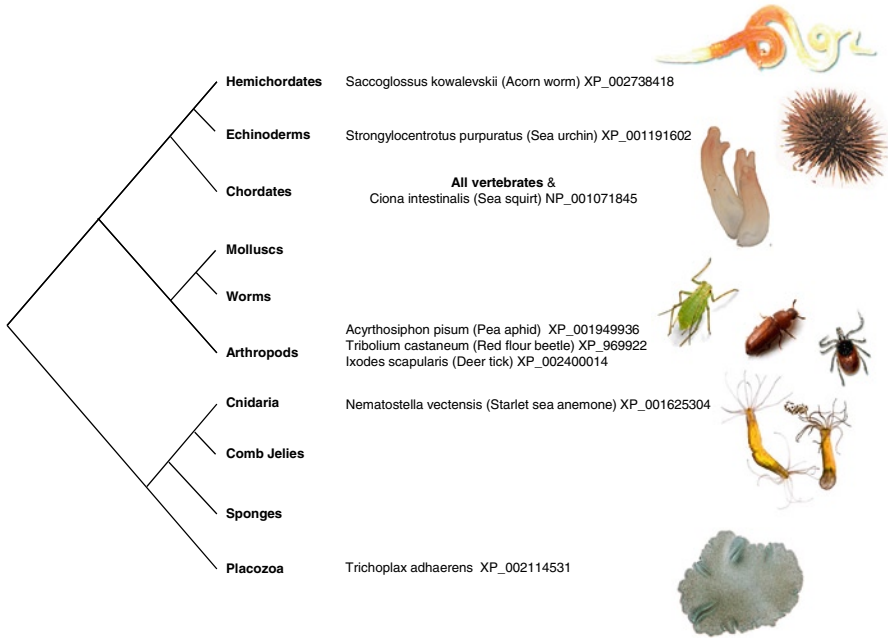 Hemichordates Saccoglossus kowalevskii (Acorn worm) XP_002738418
Echinoderms Strongylocentrotus purpuratus (Sea urchin) XP_001191602
All vertebrates &
Chordates
Ciona intestinalis (Sea squirt) NP_001071845
Molluscs
Worms
Acyrthosiphon pisum (Pea aphid) XP_001949936
Tribolium castaneum (Red flour beetle) XP_969922
Arthropods
Ixodes scapularis (Deer tick) XP_002400014
Cnidaria Nematostella vectensis (Starlet sea anemone) XP_001625304
Comb Jelies
Sponges
Placozoa Trichoplax adhaerens XP_002114531